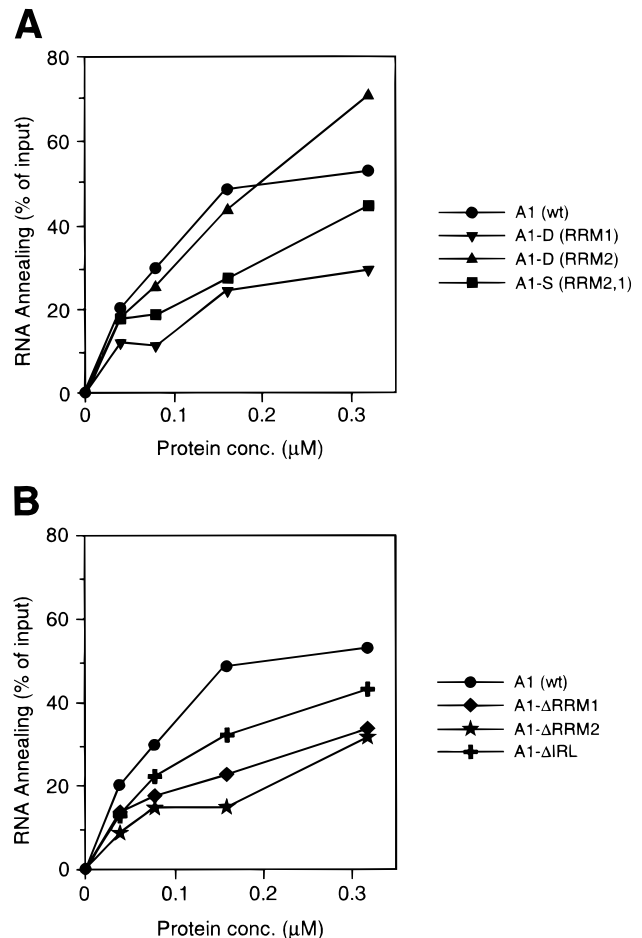 A
80
60
40
20
0
RNA Annealing (% of input)
0 0.1 0.2 0.3
Protein conc. (μM)
A1 (wt)
A1-D (RRM1)
A1-D (RRM2)
A1-S (RRM2,1)
B
80
60
40
20
0
RNA Annealing (% of input)
0 0.1 0.2 0.3
Protein conc. (μM)
A1 (wt)
A1-ΔRRM1
A1-ΔRRM2
A1-ΔIRL